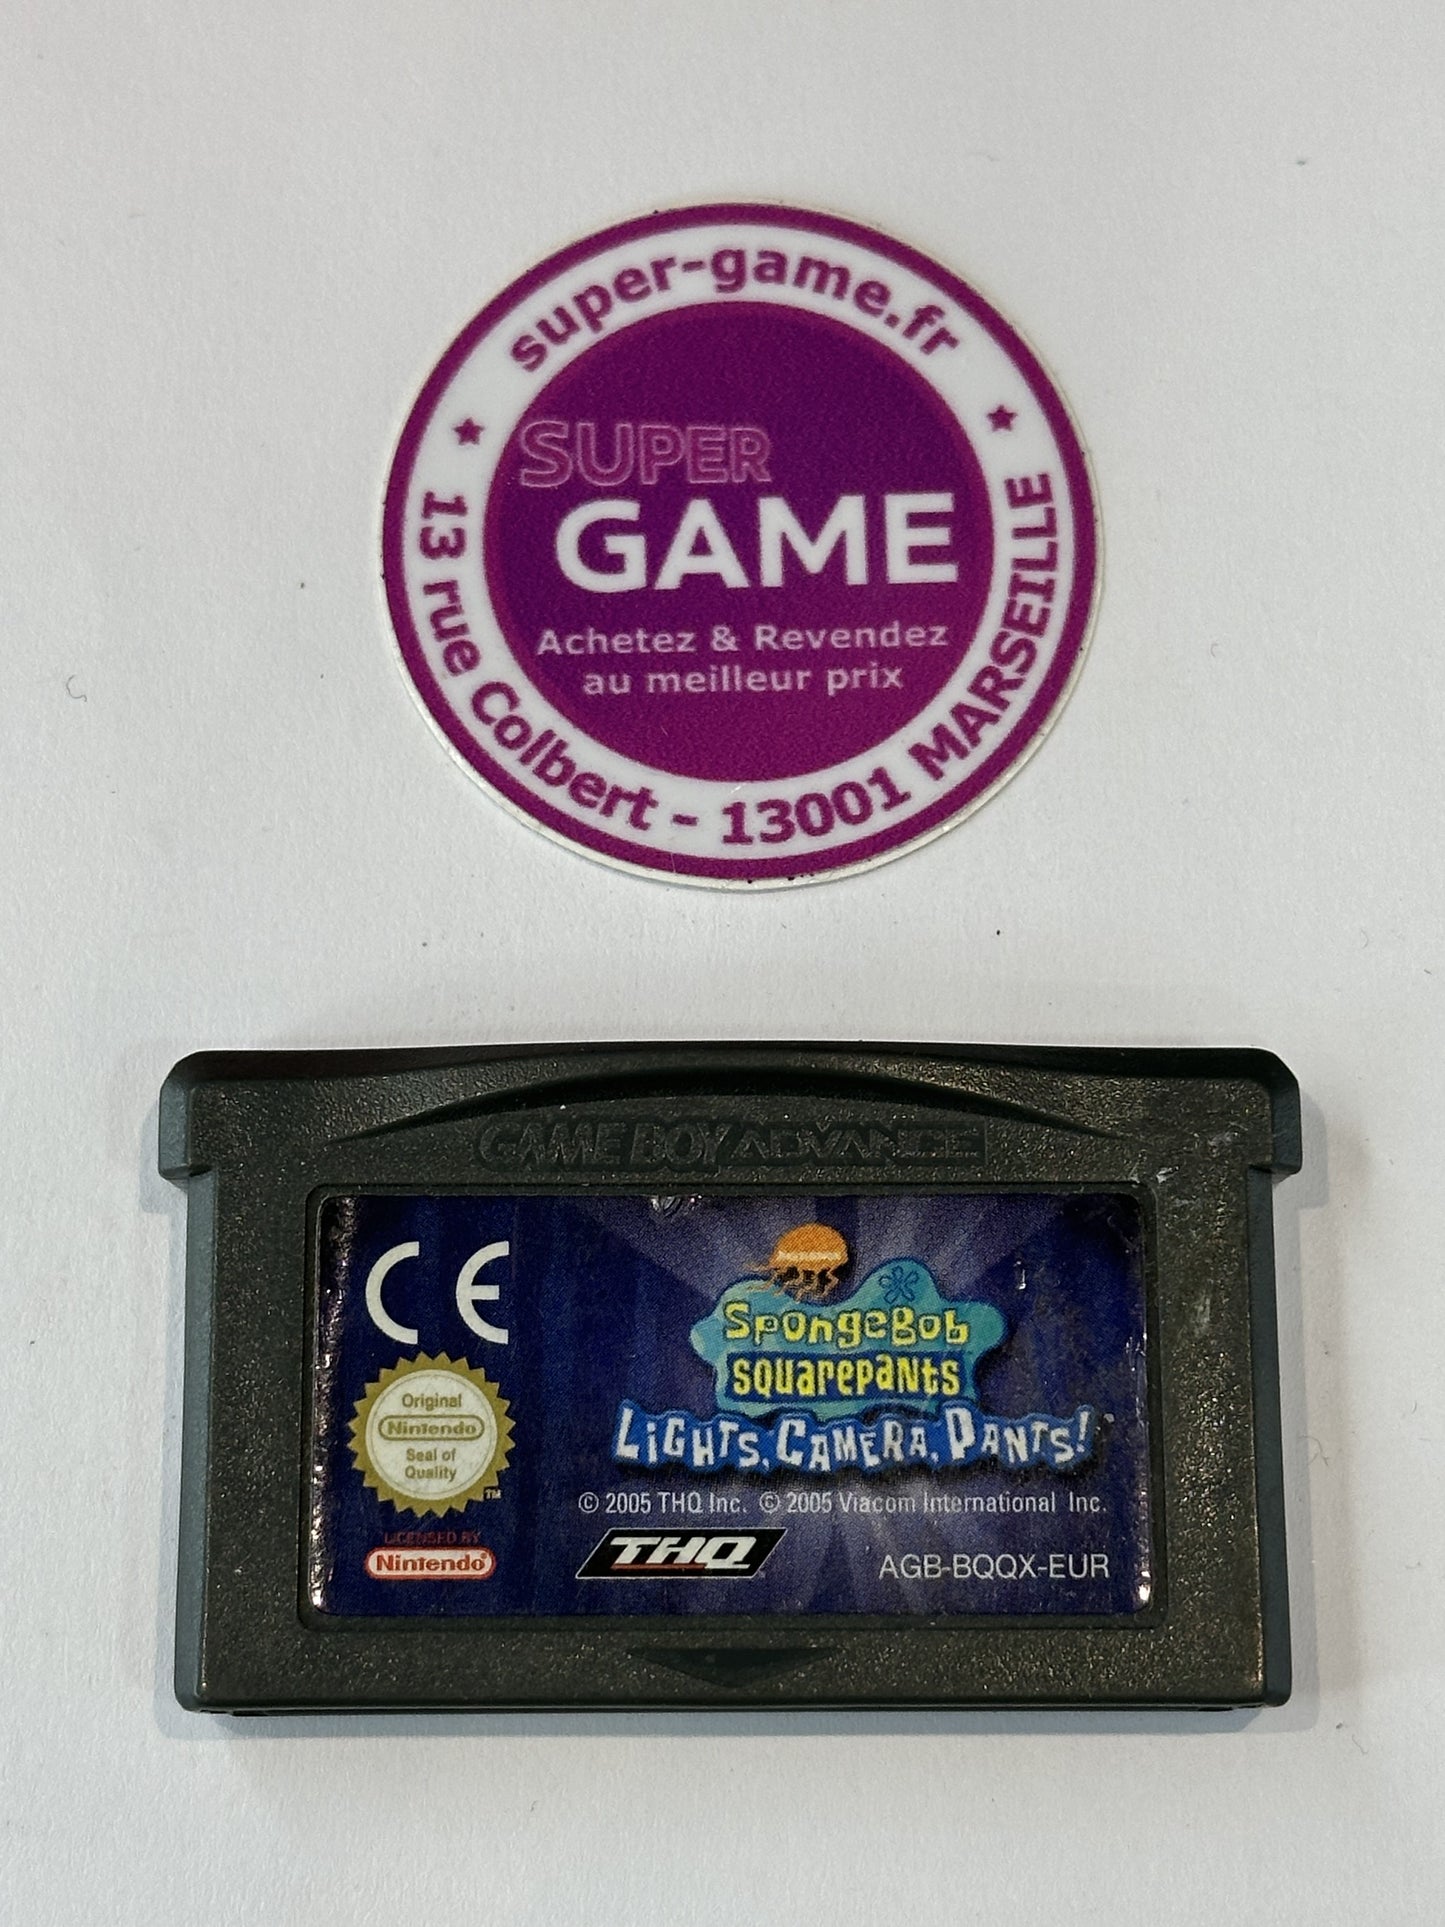 super-game.fr
SUPER
GAME
Achetez & Revendez
au meilleur prix
13 rue Colbert - 13001 MARSEILLE
GAME BOY ADVANCE
CE
Original
Nintendo
Seal of
Quality
TM
LICENSED BY
Nintendo®
SpongeBob
SQUAREPANTS
LIGHTS, CAMERA, PANTS!
© 2005 THQ Inc. © 2005 Viacom International Inc.
THQ
AGB-BQQX-EUR